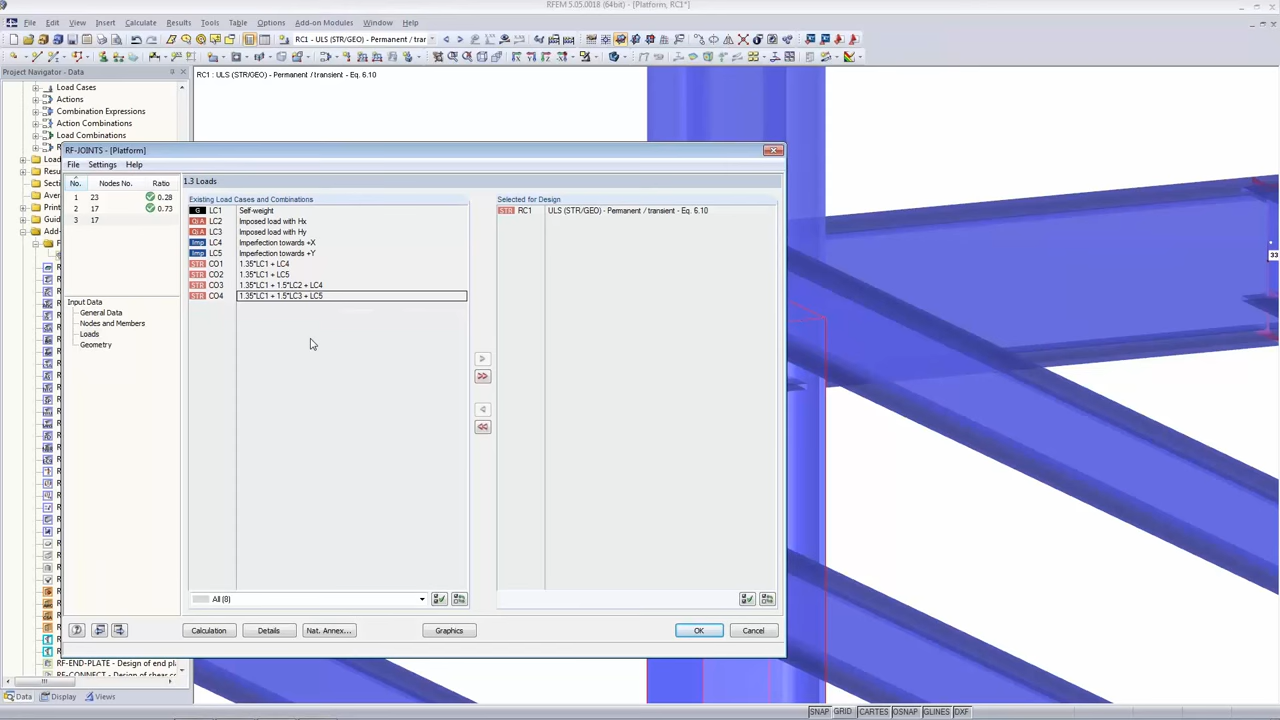 RFEM 5.05.0018 (64bit) - [Platform, RC1*]
File Edit View Insert Calculate Results Tools Table Options Add-on Modules Window Help
RC1 - ULS (STR/GEO) - Permanent / tran
Project Navigator - Data
RC1 : ULS (STR/GEO) - Permanent / transient - Eq. 6.10
Load Cases
Actions
Combination Expressions
Action Combinations
Load Combinations
RF-JOINTS - [Platform]
File Settings Help
No. Nodes No. Ratio
1 23 0.28
2 17 0.73
3 17
Input Data
General Data
Nodes and Members
Loads
Geometry
1.3 Loads
Existing Load Cases and Combinations
G LC1 Self-weight
Qi A LC2 Imposed load with Hx
Qi A LC3 Imposed load with Hy
Imp LC4 Imperfection towards +X
Imp LC5 Imperfection towards +Y
STR CO1 1.35*LC1 + LC4
STR CO2 1.35*LC1 + LC5
STR CO3 1.35*LC1 + 1.5*LC2 + LC4
STR CO4 1.35*LC1 + 1.5*LC3 + LC5
Selected for Design
STR RC1 ULS (STR/GEO) - Permanent / transient - Eq. 6.10
All (8)
Calculation Details Nat. Annex... Graphics OK Cancel
33
RF-END-PLATE - Design of end pl
RF-CONNECT - Design of shear c
Data Display Views
SNAP GRID CARTES OSNAP GLINES DXF